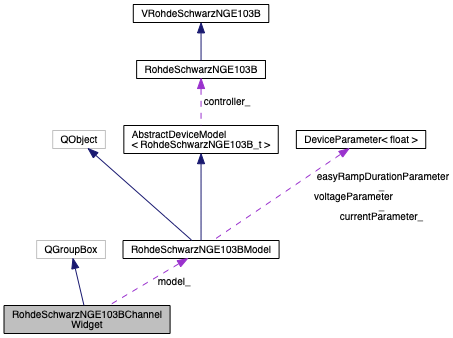 VRohdeSchwarzNGE103B
RohdeSchwarzNGE103B
controller_
QObject
AbstractDeviceModel
< RohdeSchwarzNGE103B_t >
DeviceParameter< float >
easyRampDurationParameter
_
voltageParameter
_
currentParameter_
QGroupBox
RohdeSchwarzNGE103BModel
model_
RohdeSchwarzNGE103BChannel
Widget